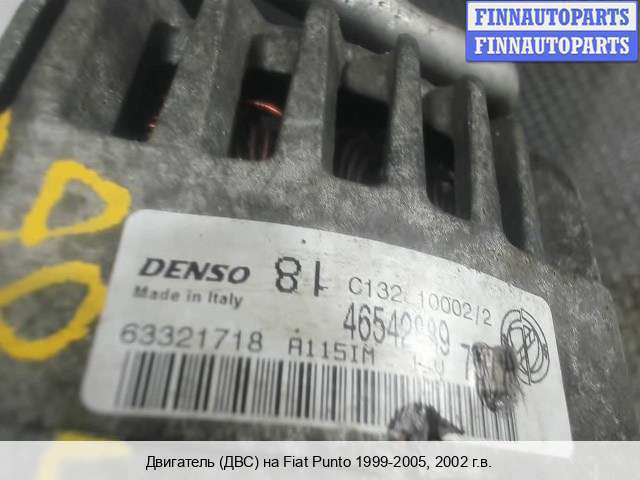 FINNAUTOPARTS
FINNAUTOPARTS
DENSO 81 C132 10002/2
Made in Italy
63321718 A115IM
Двигатель (ДВС) на Fiat Punto 1999-2005, 2002 г.в.